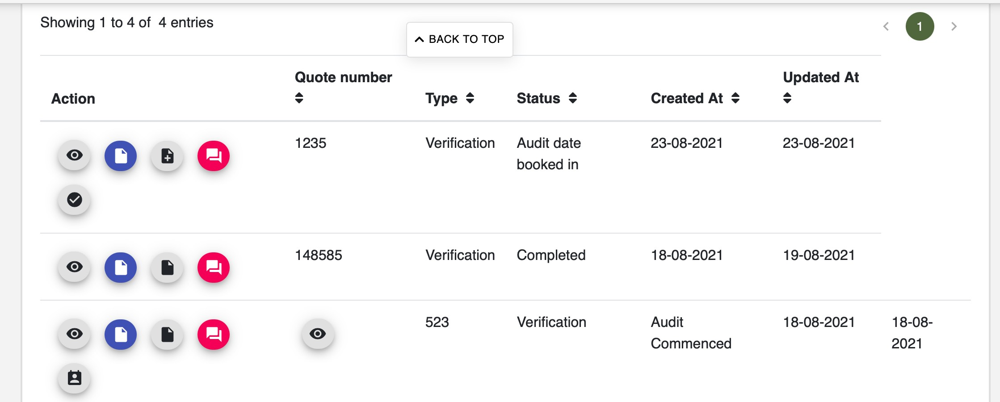 Showing 1 to 4 of 4 entries
BACK TO TOP
1
Action Quote number Type Status Created At Updated At
1235 Verification Audit date booked in 23-08-2021 23-08-2021
148585 Verification Completed 18-08-2021 19-08-2021
523 Verification Audit Commenced 18-08-2021 18-08-2021